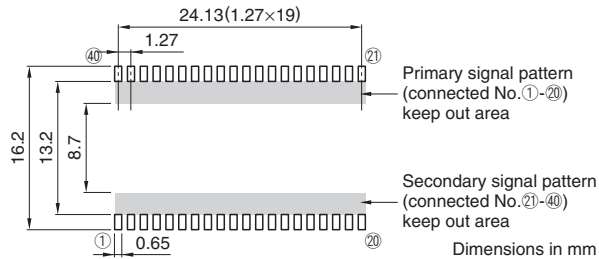 24.13(1.27×19)
㊵
1.27
㉑
Primary signal pattern
(connected No.①-⑳)
keep out area
16.2
13.2
8.7
Secondary signal pattern
(connected No.㉑-㊵)
keep out area
①
0.65
⑳
Dimensions in mm